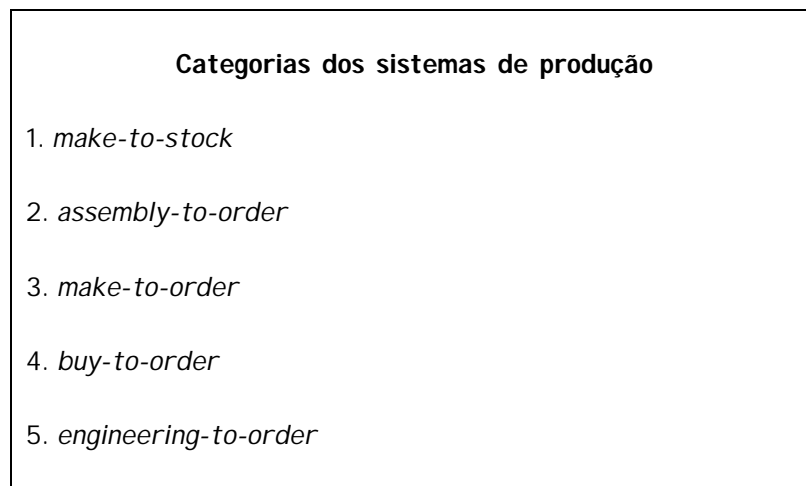 Categorias dos sistemas de produção
1. make-to-stock
2. assembly-to-order
3. make-to-order
4. buy-to-order
5. engineering-to-order